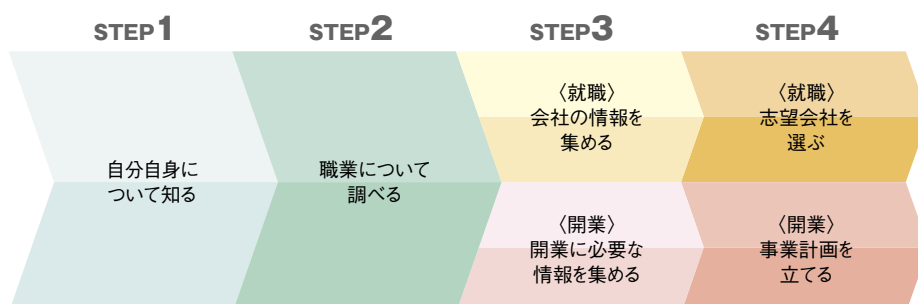 STEP1
STEP2
STEP3
STEP4
自分自身に
ついて知る
職業について
調べる
〈就職〉
会社の情報を
集める
〈開業〉
開業に必要な
情報を集める
〈就職〉
志望会社を
選ぶ
〈開業〉
事業計画を
立てる